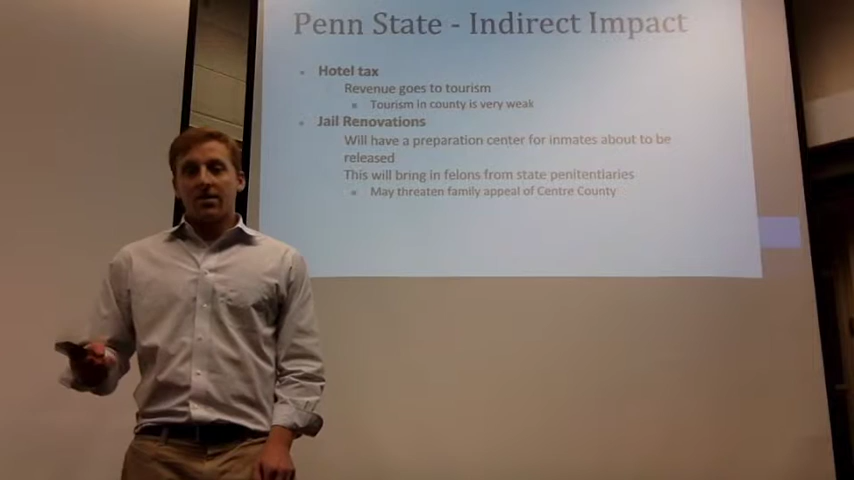 Penn State - Indirect Impact
Hotel tax
Revenue goes to tourism
Tourism in county is very weak
Jail Renovations
Will have a preparation center for inmates about to be
released
This will bring in felons from state penitentiaries
May threaten family appeal of Centre County